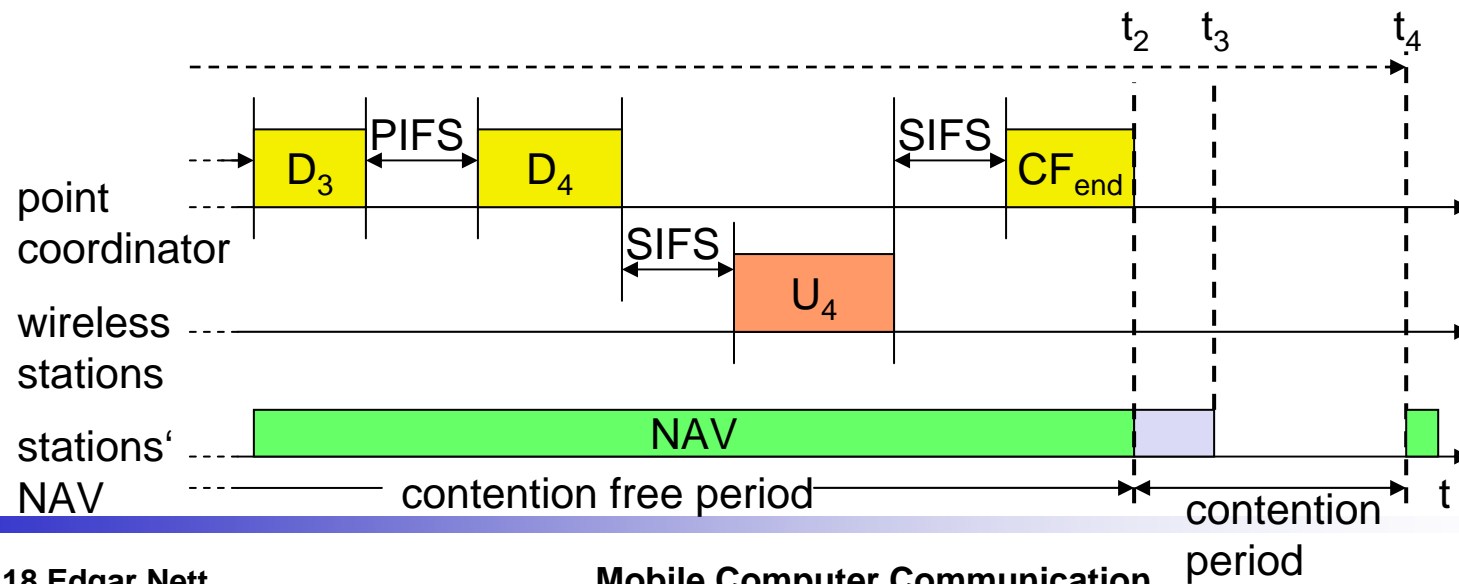 t2 t3 t4
PIFS SIFS
D3 D4 CFend
point
coordinator
SIFS
U4
wireless
stations
NAV
stations‘
NAV
contention free period t
contention
period
18 Edgar Nett Mobile Computer Communication